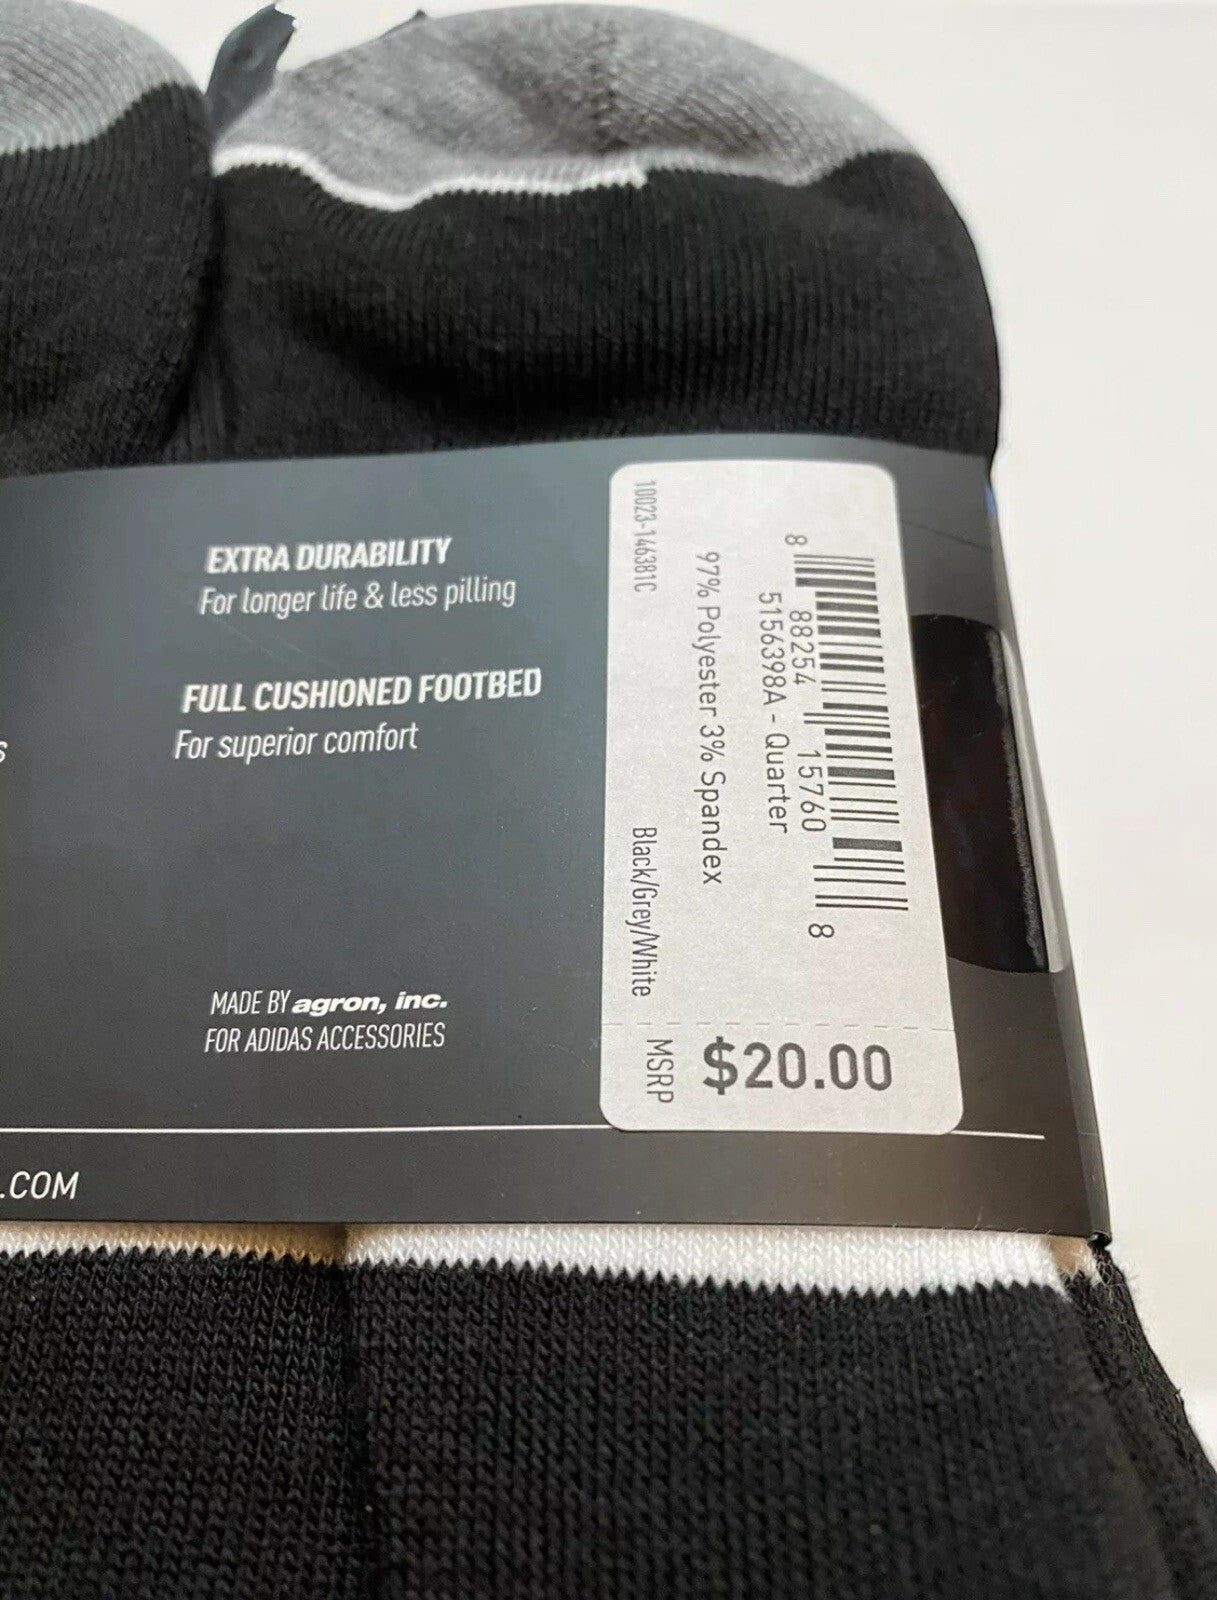 EXTRA DURABILITY
For longer life & less pilling
FULL CUSHIONED FOOTBED
For superior comfort
s
MADE BY agron, inc.
FOR ADIDAS ACCESSORIES
.COM
10023-146381C
Black/Grey/White
97% Polyester 3% Spandex
5156398A - Quarter
8 88254 15760 8
MSRP $20.00